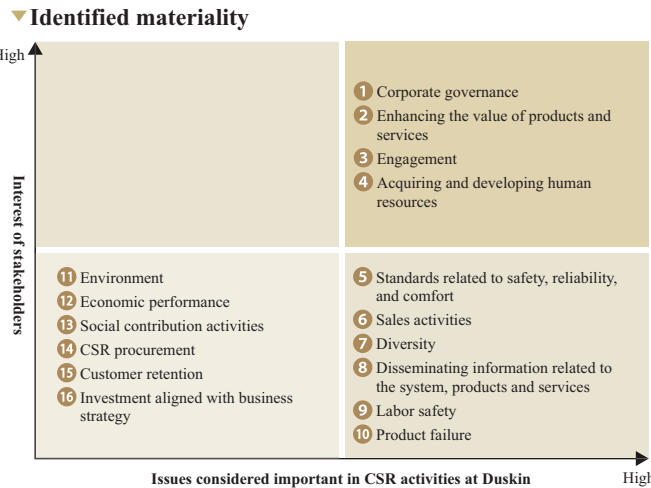 Identified materiality
High
Interest of stakeholders
1 Corporate governance
2 Enhancing the value of products and
services
3 Engagement
4 Acquiring and developing human
resources
11 Environment
12 Economic performance
13 Social contribution activities
14 CSR procurement
15 Customer retention
16 Investment aligned with business
strategy
5 Standards related to safety, reliability,
and comfort
6 Sales activities
7 Diversity
8 Disseminating information related to
the system, products and services
9 Labor safety
10 Product failure
Issues considered important in CSR activities at Duskin
High